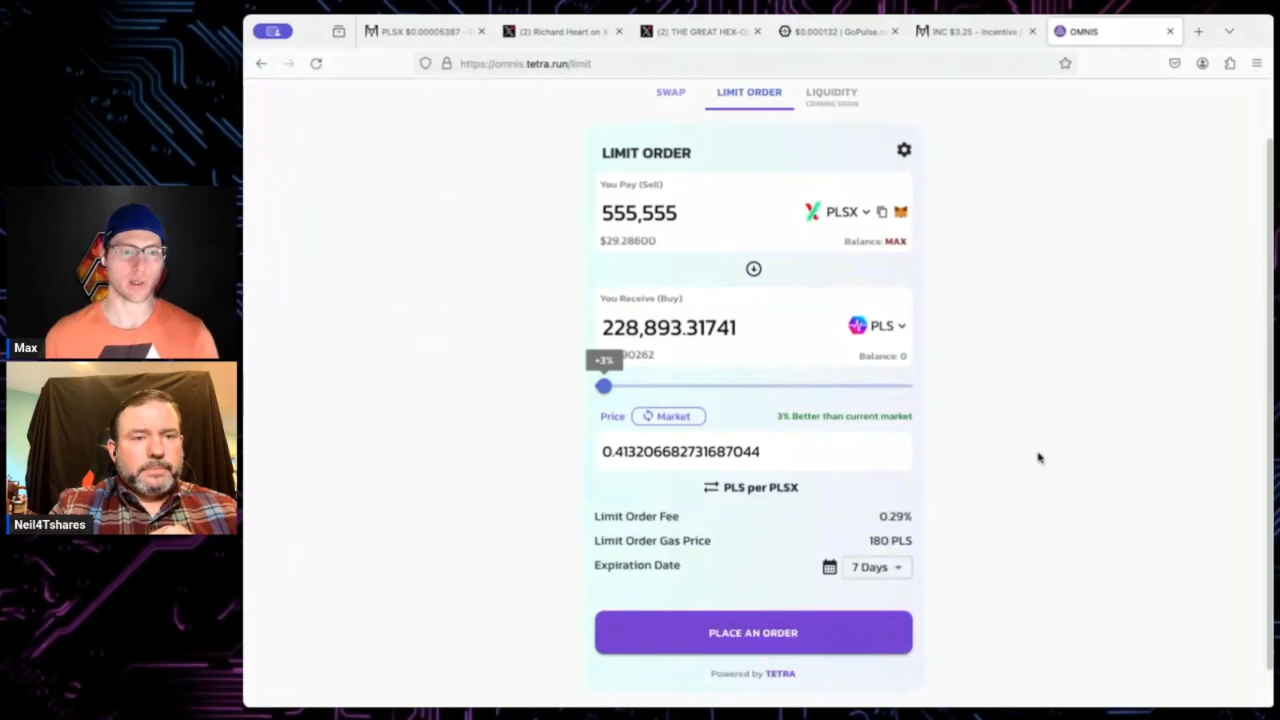 PLSX $0.00005387 -
(2) Richard Heart on X
(2) THE GREAT HEX-O
$0.000132 | GoPulse.c
INC $3.25 - Incentive /
OMNIS
https://omnis.tetra.run/limit
SWAP
LIMIT ORDER
LIQUIDITY
COMING SOON
LIMIT ORDER
You Pay (Sell)
555,555
PLSX
$29.28600
Balance: MAX
You Receive (Buy)
228,893.31741
PLS
90262
Balance: 0
+3%
Price
Market
3% Better than current market
0.413206682731687044
PLS per PLSX
Limit Order Fee
0.29%
Limit Order Gas Price
180 PLS
Expiration Date
7 Days
PLACE AN ORDER
Powered by TETRA
Max
Neil4Tshares